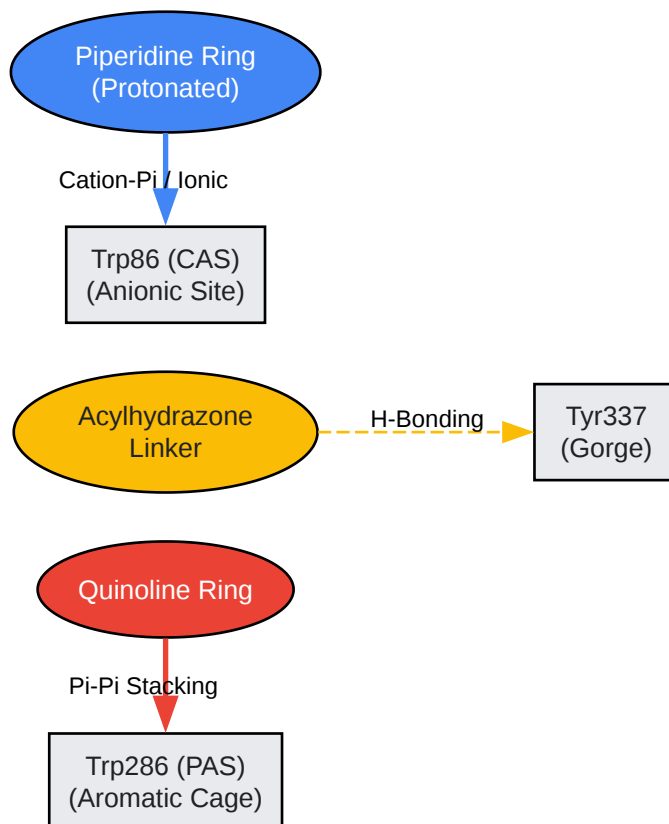 Piperidine Ring
(Protonated)
Cation-Pi / Ionic
Trp86 (CAS)
(Anionic Site)
Acylhydrazone
Linker
H-Bonding
Tyr337
(Gorge)
Quinoline Ring
Pi-Pi Stacking
Trp286 (PAS)
(Aromatic Cage)